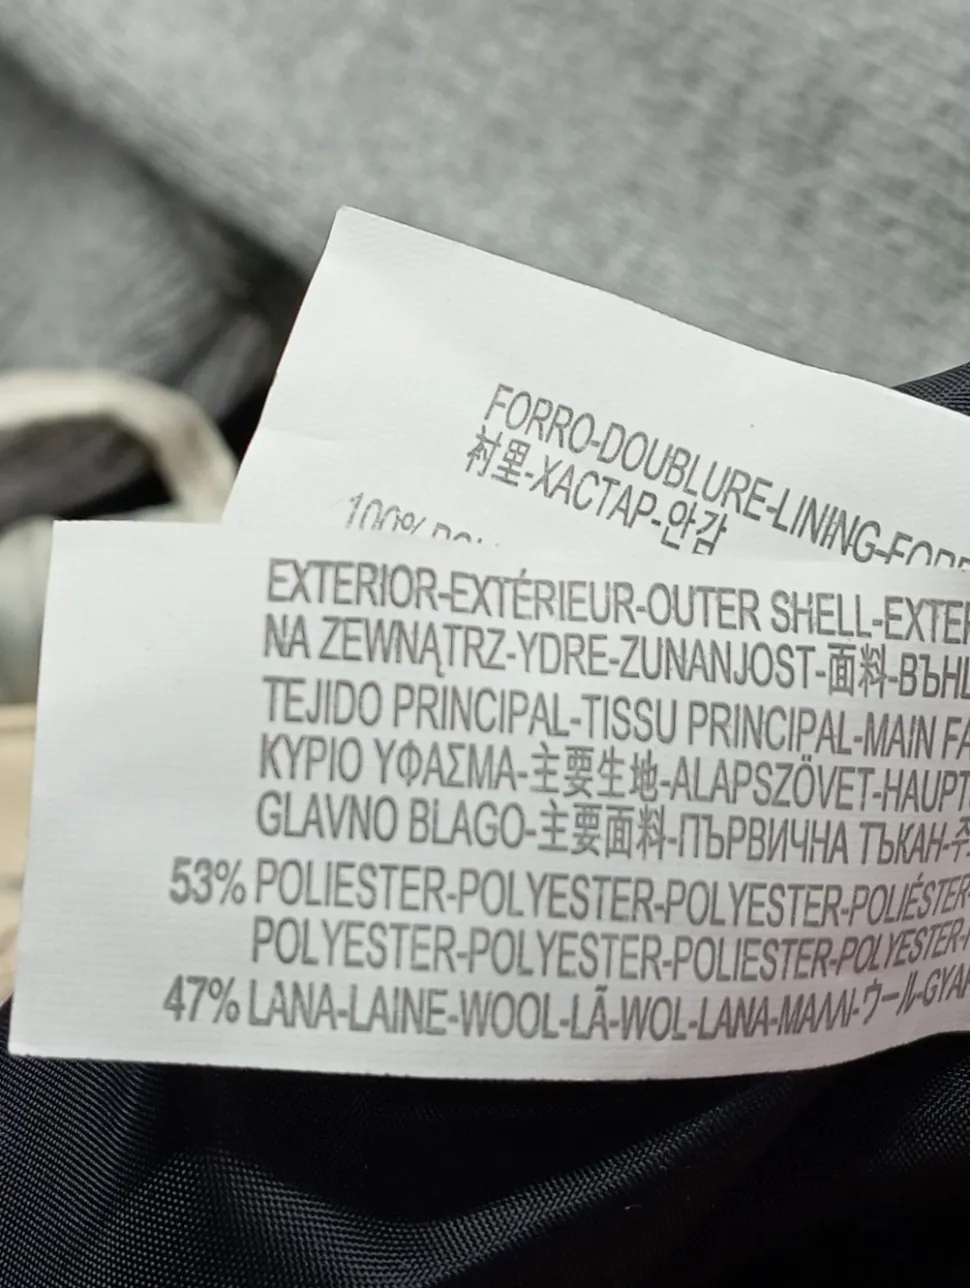 FORRO-DOUBLURE-LINING-
衬里-ХАСТАР-안감
100%
EXTERIOR-EXTÉRIEUR-OUTER SHELL-
NA ZEWNĄTRZ-YDRE-ZUNANJOST-面料-
TEJIDO PRINCIPAL-TISSU PRINCIPAL-MAIN
ΚΥΡΙΟ ΥΦΑΣΜΑ-主要生地-ALAPSZÖVET-
GLAVNO BLAGO-主要面料-ПЪРВИЧНА ТЪКАН-
53% POLIESTER-POLYESTER-POLYESTER-POLIÉSTER-
POLYESTER-POLYESTER-POLIESTER-POLYESTER-
47% LANA-LAINE-WOOL-LÃ-WOL-LANA-ΜΑΛΛΙ-ウール-